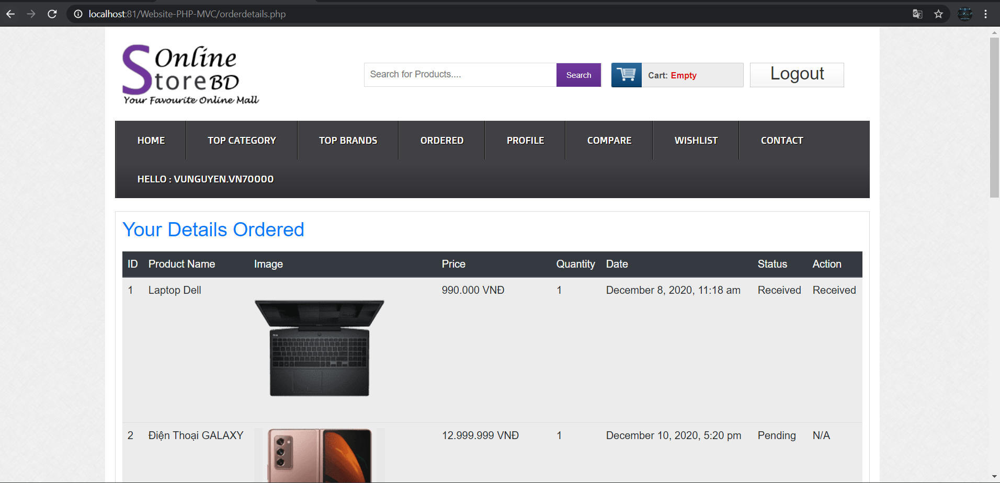 localhost:81/Website-PHP-MVC/orderdetails.php
Online
Store BD
Your Favourite Online Mall
Search for Products....
Search
Cart: Empty
Logout
HOME TOP CATEGORY TOP BRANDS ORDERED PROFILE COMPARE WISHLIST CONTACT
HELLO : VUNGUYEN.VN70000
Your Details Ordered
ID Product Name Image Price Quantity Date Status Action
1 Laptop Dell 990.000 VNĐ 1 December 8, 2020, 11:18 am Received Received
2 Điện Thoại GALAXY 12.999.999 VNĐ 1 December 10, 2020, 5:20 pm Pending N/A